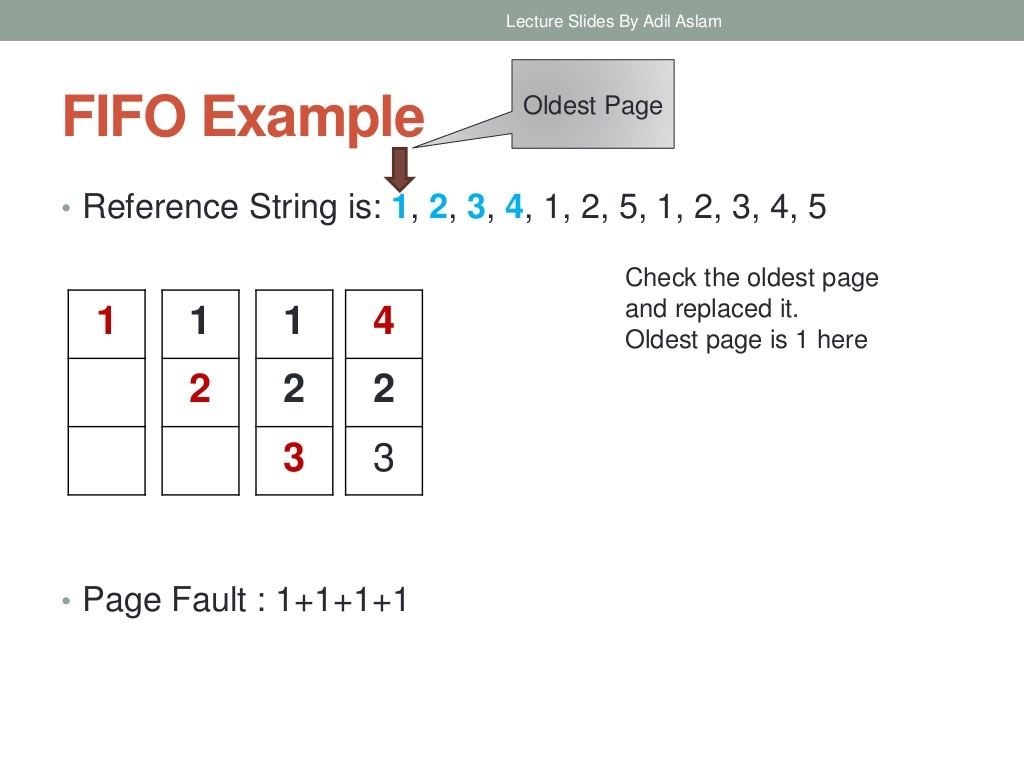 Lecture Slides By Adil Aslam
Oldest Page
FIFO Example
• Reference String is: 1, 2, 3, 4, 1, 2, 5, 1, 2, 3, 4, 5
Check the oldest page
and replaced it.
Oldest page is 1 here
1 1 1 4
2 2 2
3 3
• Page Fault : 1+1+1+1